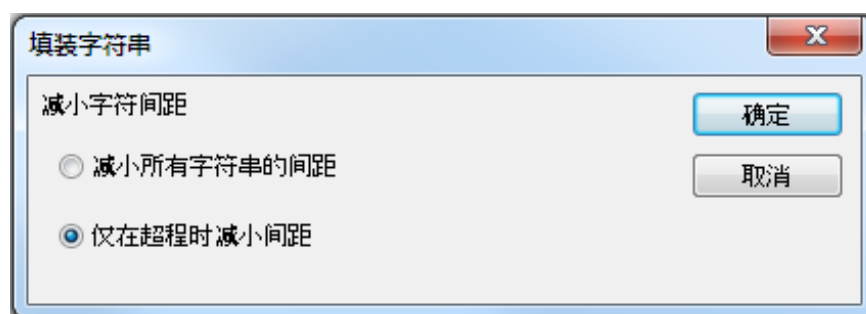 填装字符串
减小字符间距
确定
减小所有字符串的间距
取消
仅在超程时减小间距